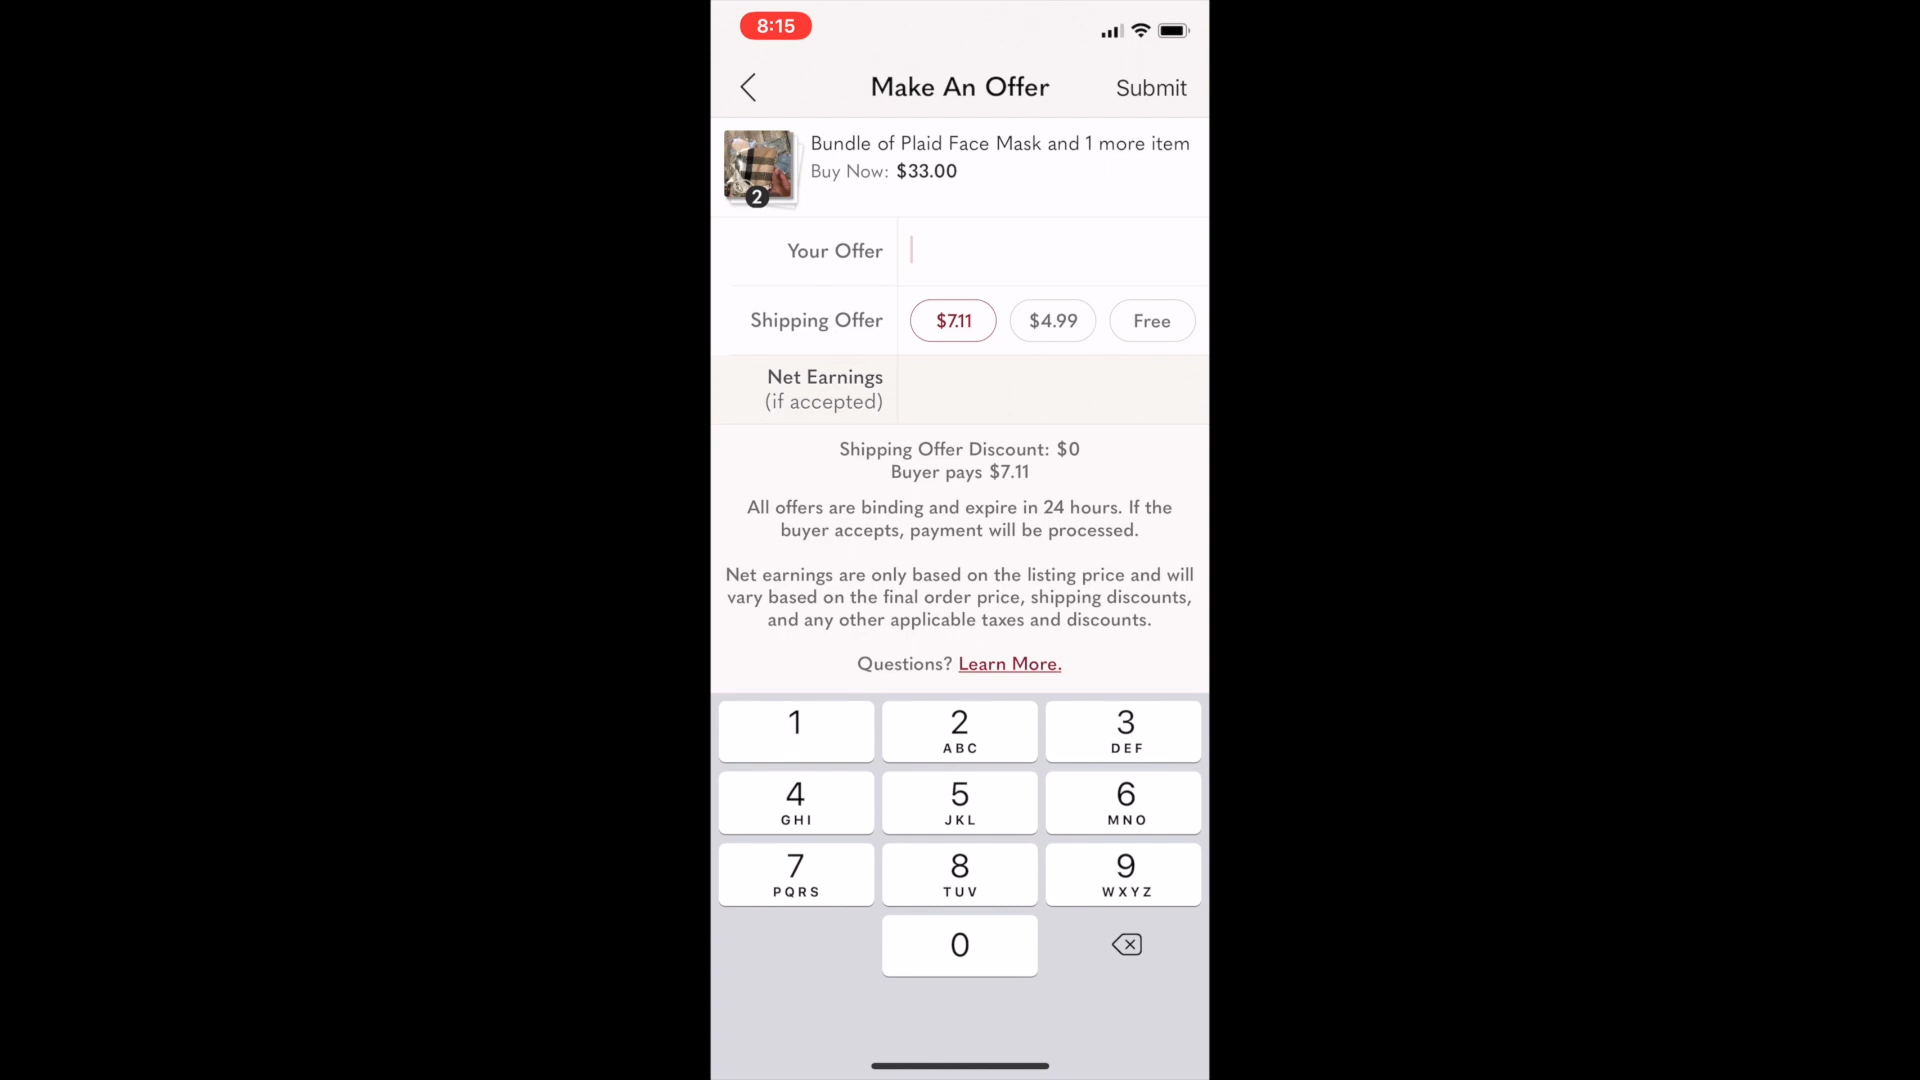 8:15
Make An Offer
Submit
Bundle of Plaid Face Mask and 1 more item
Buy Now: $33.00
2
Your Offer
Shipping Offer
$7.11
$4.99
Free
Net Earnings
(if accepted)
Shipping Offer Discount: $0
Buyer pays $7.11
All offers are binding and expire in 24 hours. If the
buyer accepts, payment will be processed.
Net earnings are only based on the listing price and will
vary based on the final order price, shipping discounts,
and any other applicable taxes and discounts.
Questions? Learn More.
1
2
ABC
3
DEF
4
GHI
5
JKL
6
MNO
7
PQRS
8
TUV
9
WXYZ
0